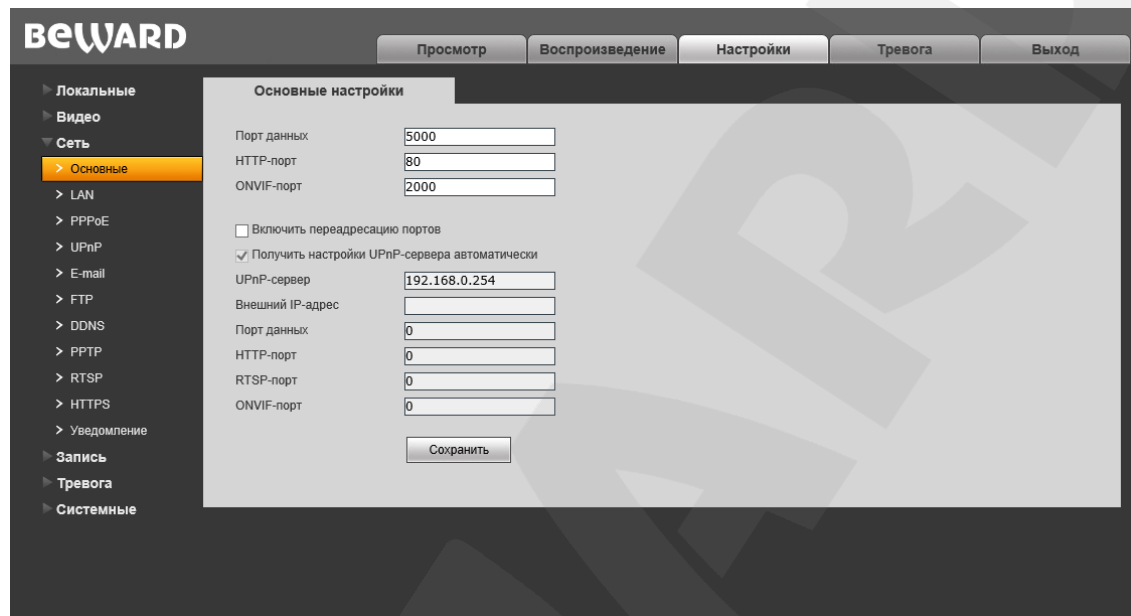 BEWARD
Просмотр Воспроизведение Настройки Тревога Выход
Локальные
Видео
Сеть
> Основные
> LAN
> PPPoE
> UPnP
> E-mail
> FTP
> DDNS
> PPTP
> RTSP
> HTTPS
> Уведомление
Запись
Тревога
Системные
Основные настройки
Порт данных 5000
HTTP-порт 80
ONVIF-порт 2000
Включить переадресацию портов
Получить настройки UPnP-сервера автоматически
UPnP-сервер 192.168.0.254
Внешний IP-адрес
Порт данных 0
HTTP-порт 0
RTSP-порт 0
ONVIF-порт 0
Сохранить